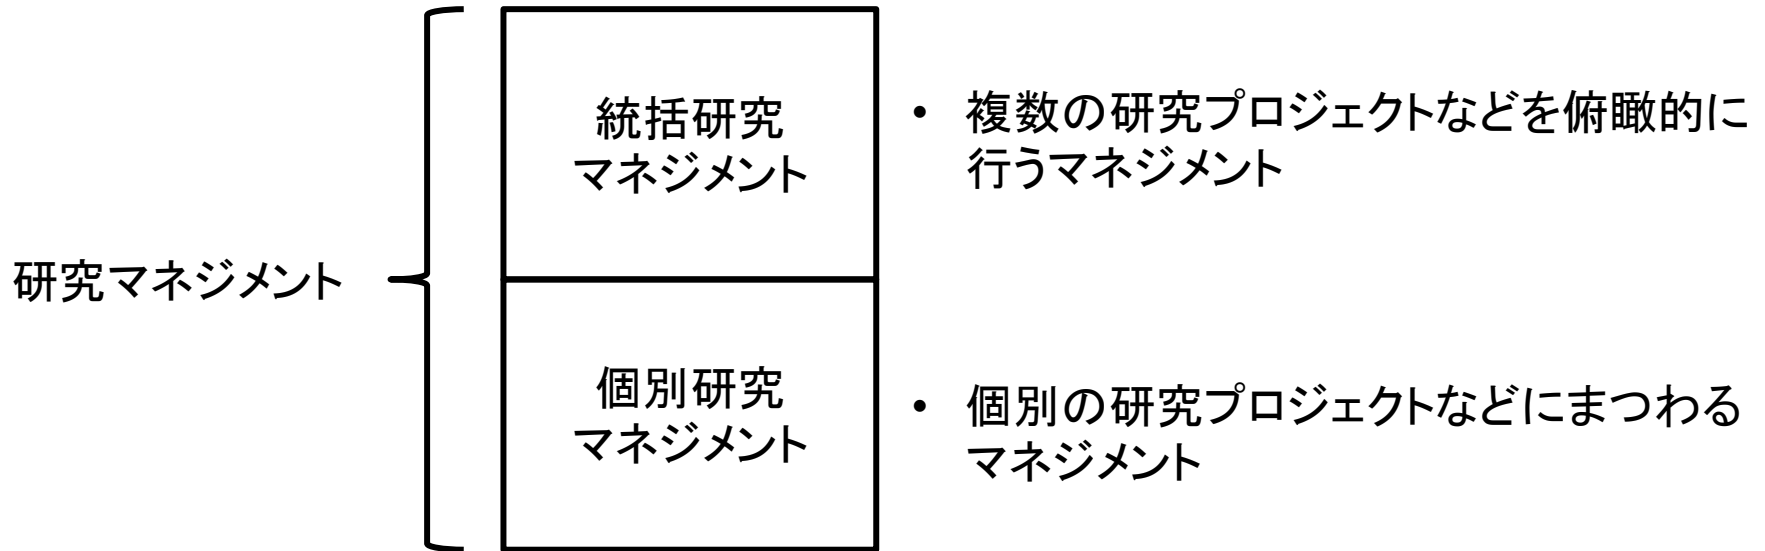 研究マネジメント
統括研究
マネジメント
• 複数の研究プロジェクトなどを俯瞰的に
行うマネジメント
個別研究
マネジメント
• 個別の研究プロジェクトなどにまつわる
マネジメント